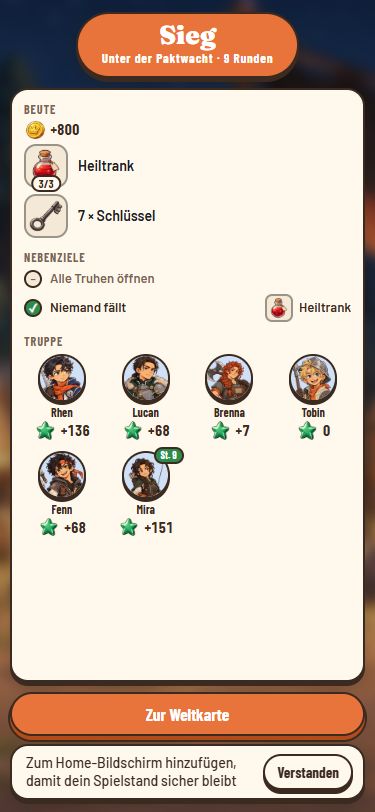 Sieg
Unter der Paktwacht · 9 Runden
BEUTE
+800
3/3
Heiltrank
7 × Schlüssel
NEBENZIELE
– Alle Truhen öffnen
✓ Niemand fällt Heiltrank
TRUPPE
Rhen Lucan Brenna Tobin
+136 +68 +7 0
St. 9
Fenn Mira
+68 +151
Zur Weltkarte
Zum Home-Bildschirm hinzufügen,
damit dein Spielstand sicher bleibt
Verstanden